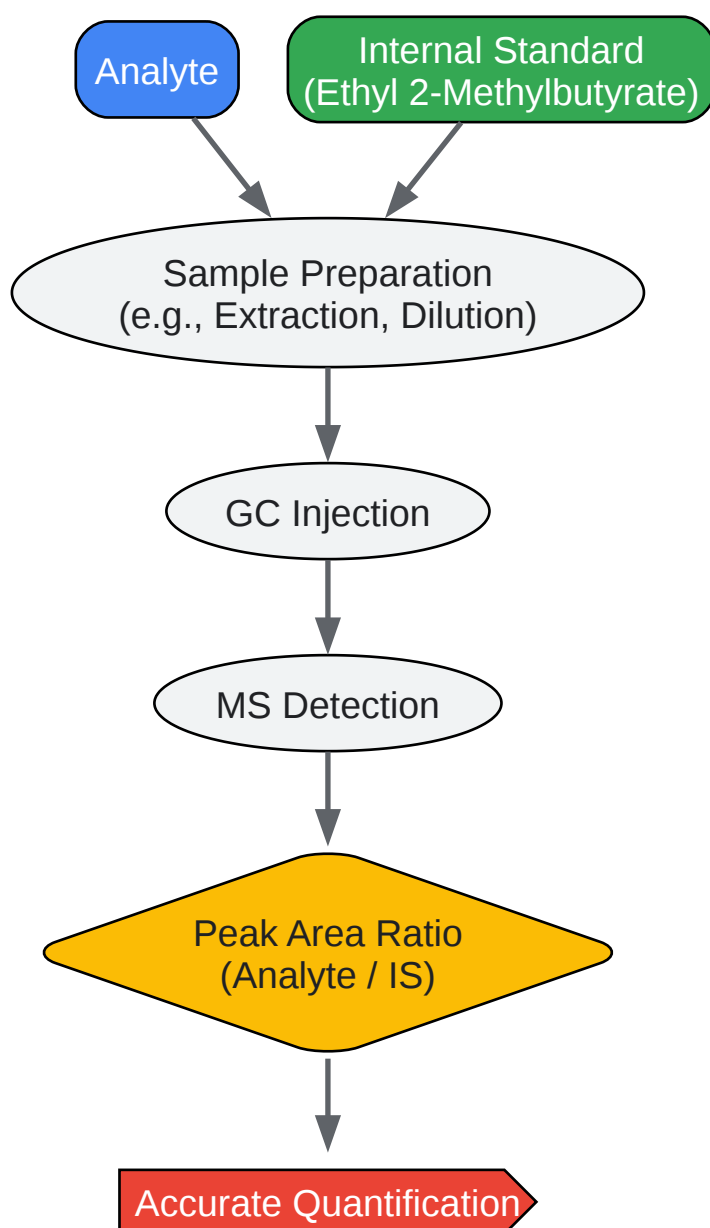 Analyte
Internal Standard
(Ethyl 2-Methylbutyrate)
Sample Preparation
(e.g., Extraction, Dilution)
GC Injection
MS Detection
Peak Area Ratio
(Analyte / IS)
Accurate Quantification